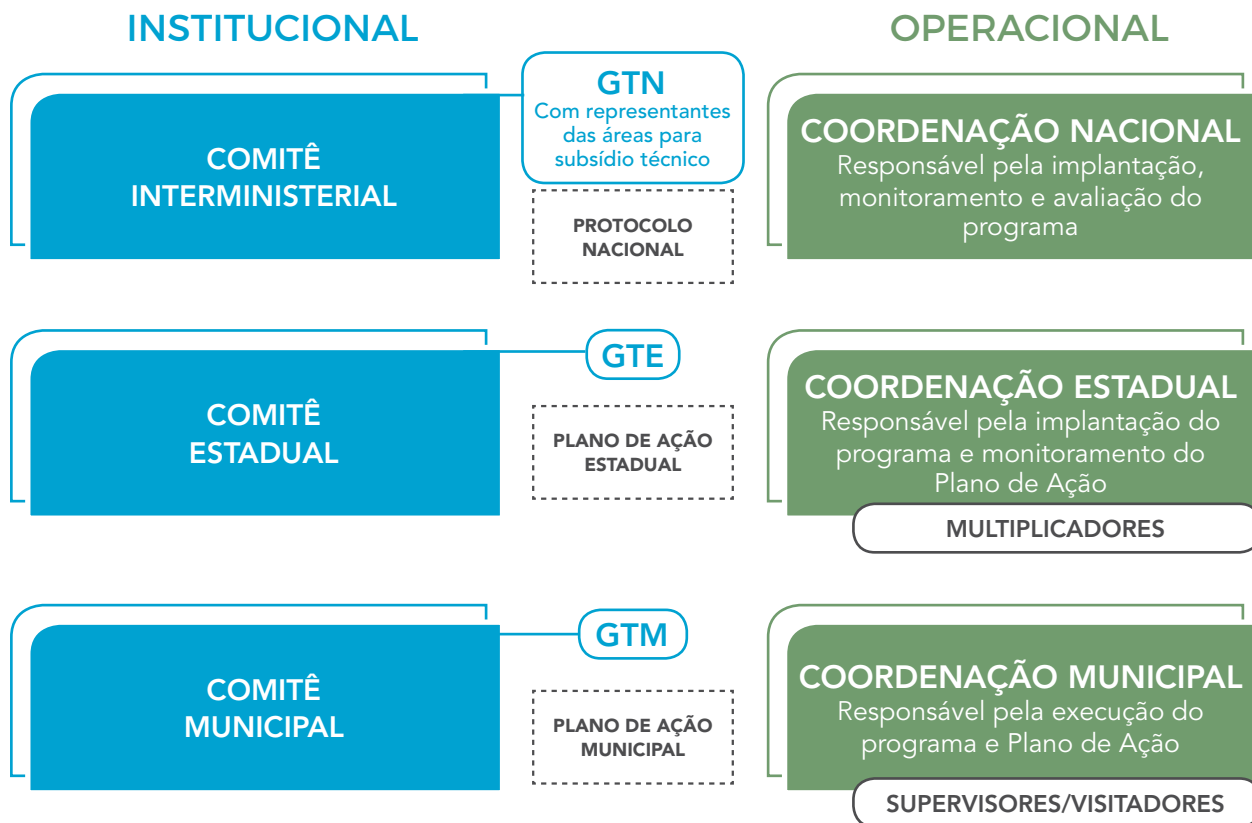 INSTITUCIONAL
OPERACIONAL
COMITÊ
INTERMINISTERIAL
GTN
Com representantes
das áreas para
subsídio técnico
PROTOCOLO
NACIONAL
COORDENAÇÃO NACIONAL
Responsável pela implantação,
monitoramento e avaliação do
programa
COMITÊ
ESTADUAL
GTE
PLANO DE AÇÃO
ESTADUAL
COORDENAÇÃO ESTADUAL
Responsável pela implantação do
programa e monitoramento do
Plano de Ação
MULTIPLICADORES
COMITÊ
MUNICIPAL
GTM
PLANO DE AÇÃO
MUNICIPAL
COORDENAÇÃO MUNICIPAL
Responsável pela execução do
programa e Plano de Ação
SUPERVISORES/VISITADORES